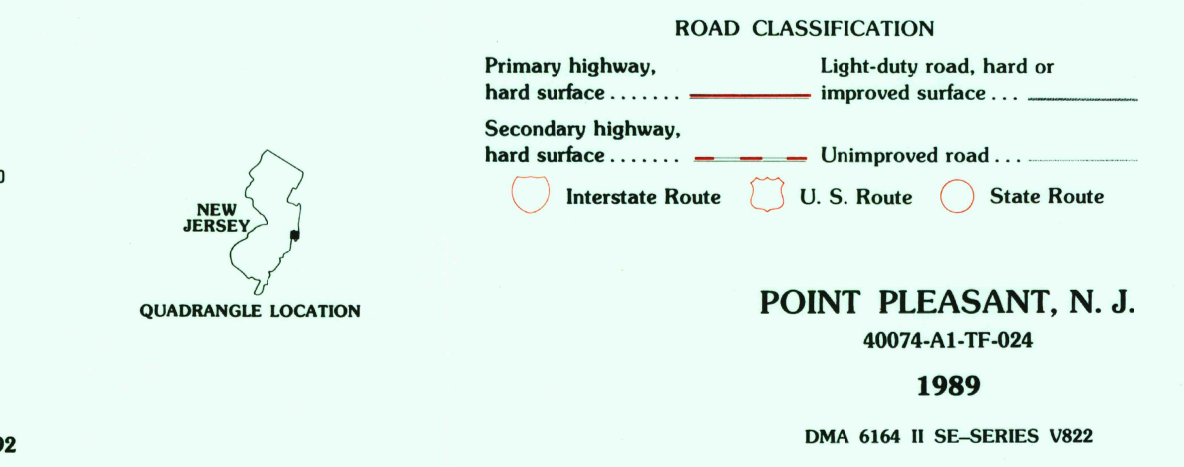 ROAD CLASSIFICATION
Primary highway,
hard surface.......
Light-duty road, hard or
improved surface...
Secondary highway,
hard surface.......
Unimproved road...
Interstate Route
U. S. Route
State Route
NEW
JERSEY
QUADRANGLE LOCATION
POINT PLEASANT, N. J.
40074-A1-TF-024
1989
DMA 6164 II SE–SERIES V822